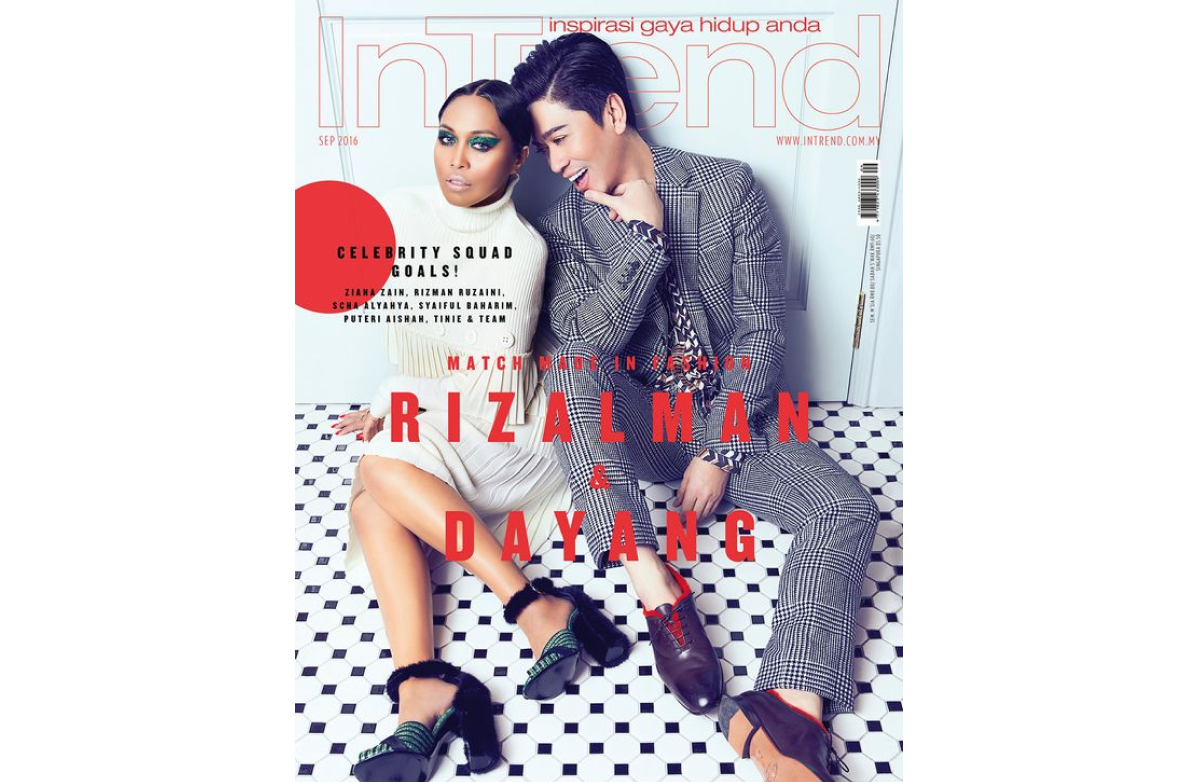 inspirasi gaya hidup anda
InTrend
SEP 2016
WWW.INTREND.COM.MY
CELEBRITY SQUAD
GOALS!
ZIANA ZAIN, RIZMAN RUZAINI,
SCHA ALYAHYA, SYAIFUL BAHARIM,
PUTERI AISHAH, TINIE & TEAM
MATCH MADE IN FASHION
RIZALMAN
&
DAYANG